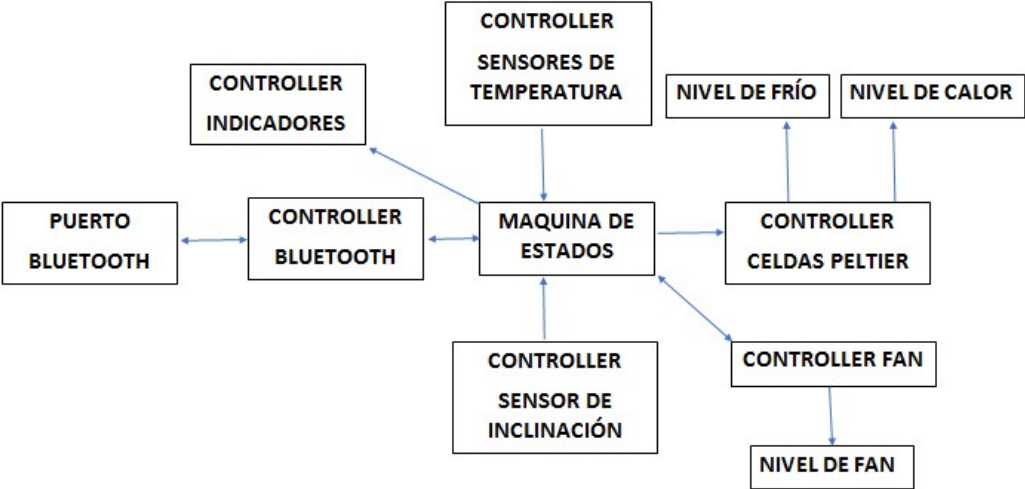 CONTROLLER
SENSORES DE
TEMPERATURA
CONTROLLER
INDICADORES
NIVEL DE FRÍO
NIVEL DE CALOR
PUERTO
BLUETOOTH
CONTROLLER
BLUETOOTH
MAQUINA DE
ESTADOS
CONTROLLER
CELDAS PELTIER
CONTROLLER
SENSOR DE
INCLINACIÓN
CONTROLLER FAN
NIVEL DE FAN